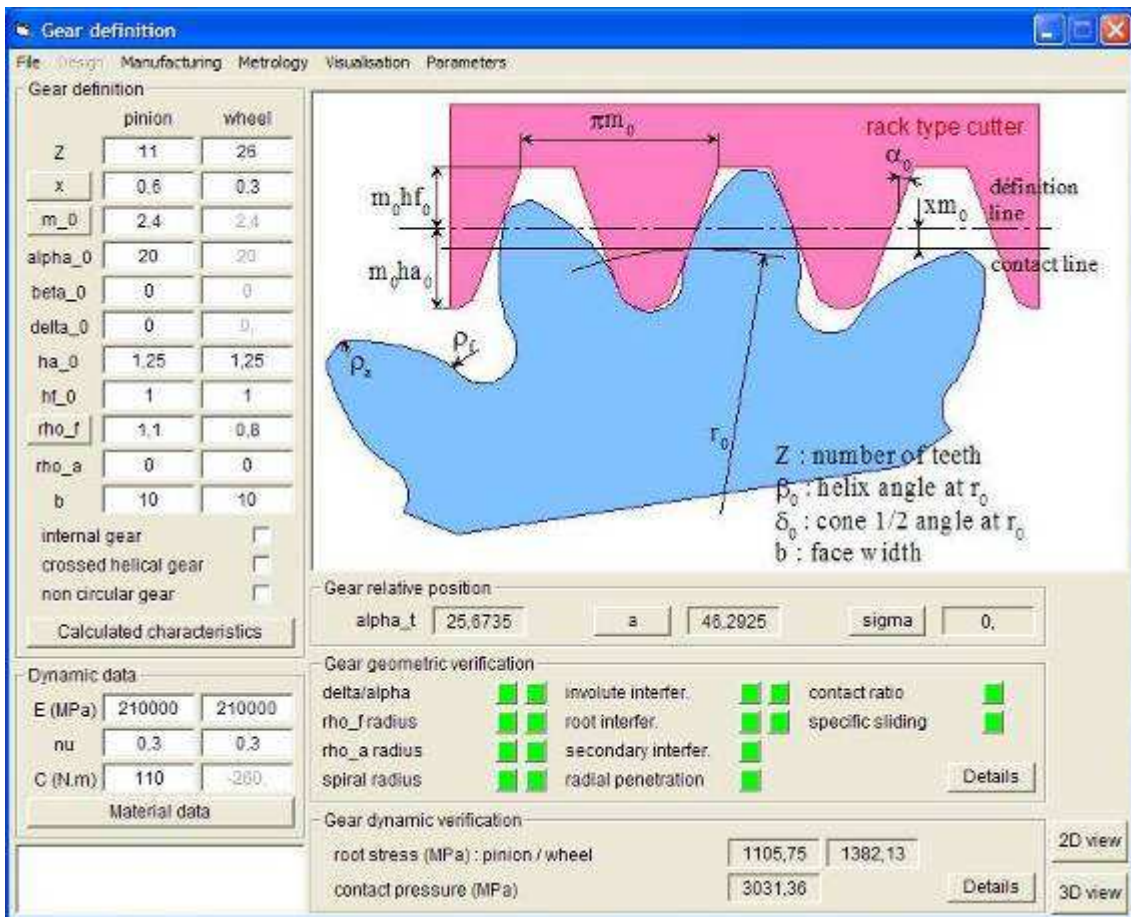 Gear definition
File Design Manufacturing Metrology Visualisation Parameters
Gear definition
pinion wheel
Z 11 26
x 0.6 0.3
m_0 2.4 2.4
alpha_0 20 20
beta_0 0 0
delta_0 0 0,
ha_0 1,25 1,25
hf_0 1 1
rho_f 1,1 0,8
rho_a 0 0
b 10 10
internal gear
crossed helical gear
non circular gear
Calculated characteristics
Dynamic data
E (MPa) 210000 210000
nu 0.3 0.3
C (N.m) 110 -260,
Material data
πm₀
rack type cutter
α₀
m₀hf₀
définition
line
xm₀
m₀ha₀
contact line
ρf
ρa
r₀
Z : number of teeth
β₀ : helix angle at r₀
δ₀ : cone 1/2 angle at r₀
b : face width
Gear relative position
alpha_t 25,6735 a 46,2925 sigma 0,
Gear geometric verification
delta/alpha involute interfer. contact ratio
rho_f radius root interfer. specific sliding
rho_a radius secondary interfer.
spiral radius radial penetration Details
Gear dynamic verification
root stress (MPa) : pinion / wheel 1105,75 1382,13
contact pressure (MPa) 3031,36 Details
2D view
3D view